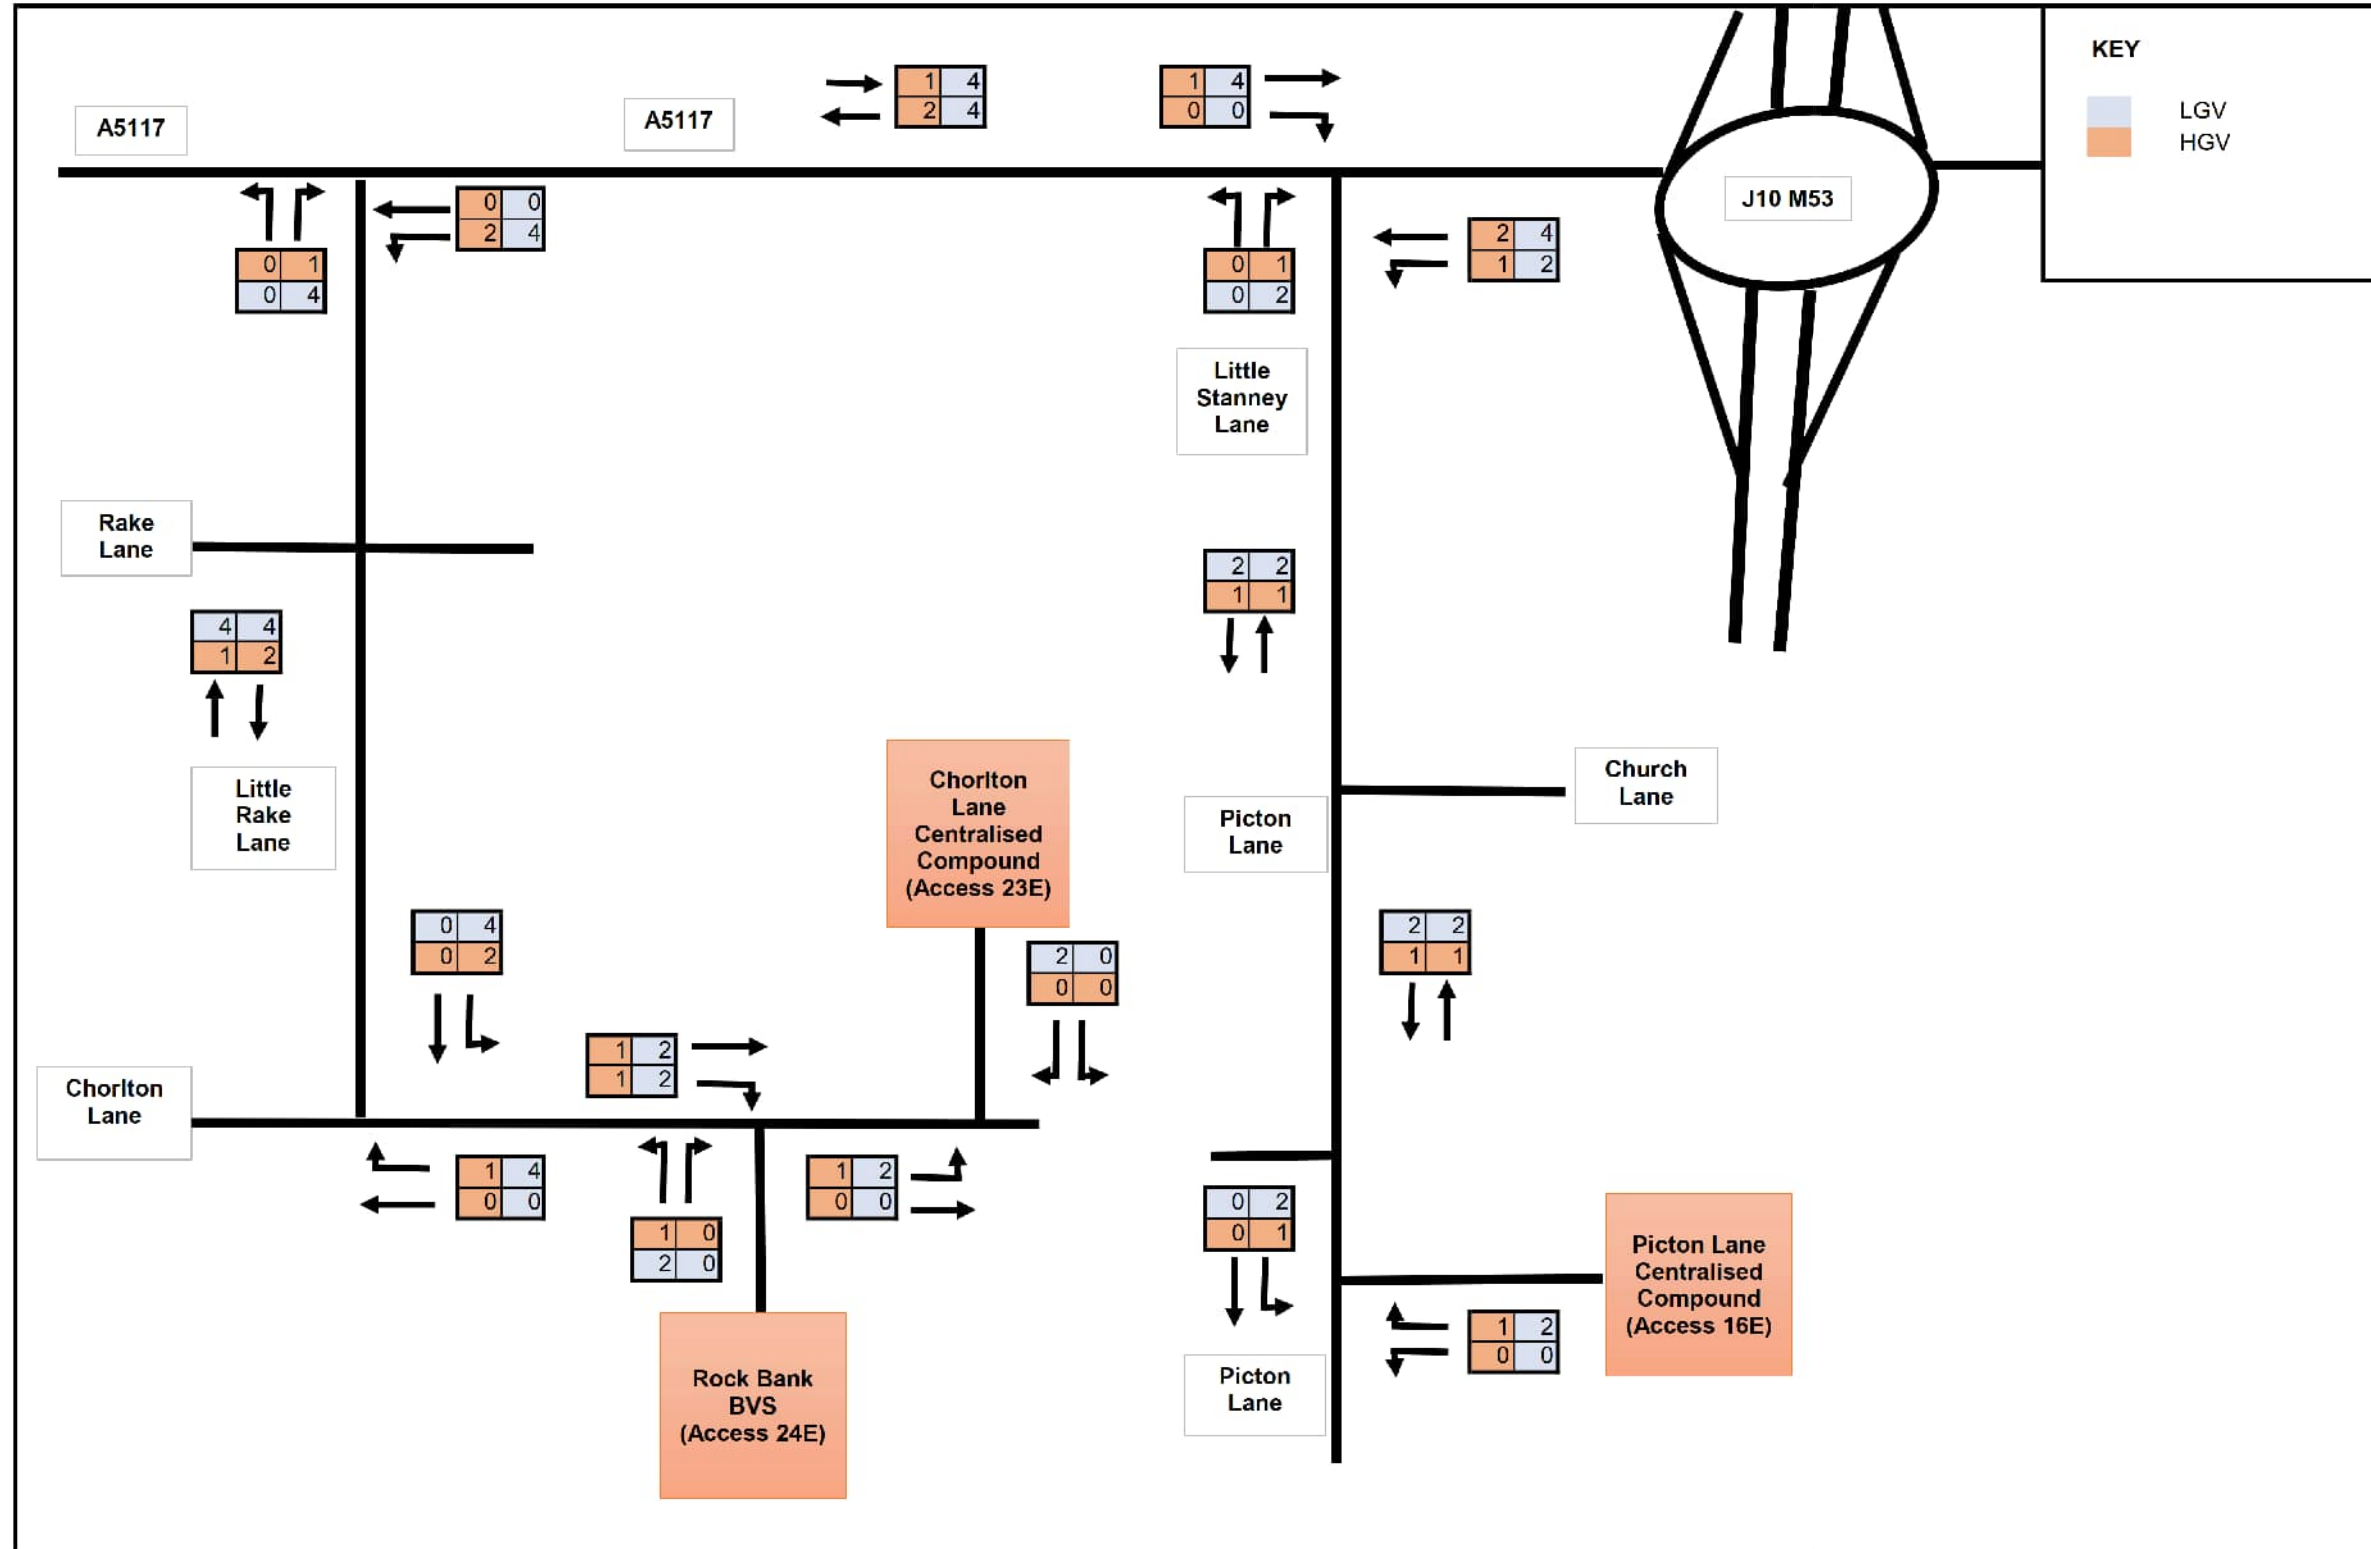 KEY
LGV
HGV
1 4
2 4
1 4
0 0
A5117
A5117
J10 M53
0 0
2 4
0 1
0 4
0 1
0 2
2 4
1 2
Little
Stanney
Lane
Rake
Lane
2 2
1 1
4 4
1 2
Little
Rake
Lane
Chorlton
Lane
Centralised
Compound
(Access 23E)
Church
Lane
Picton
Lane
0 4
0 2
2 0
0 0
2 2
1 1
1 2
1 2
Chorlton
Lane
1 4
0 0
1 2
0 0
1 0
2 0
0 2
0 1
Picton Lane
Centralised
Compound
(Access 16E)
1 2
0 0
Rock Bank
BVS
(Access 24E)
Picton
Lane